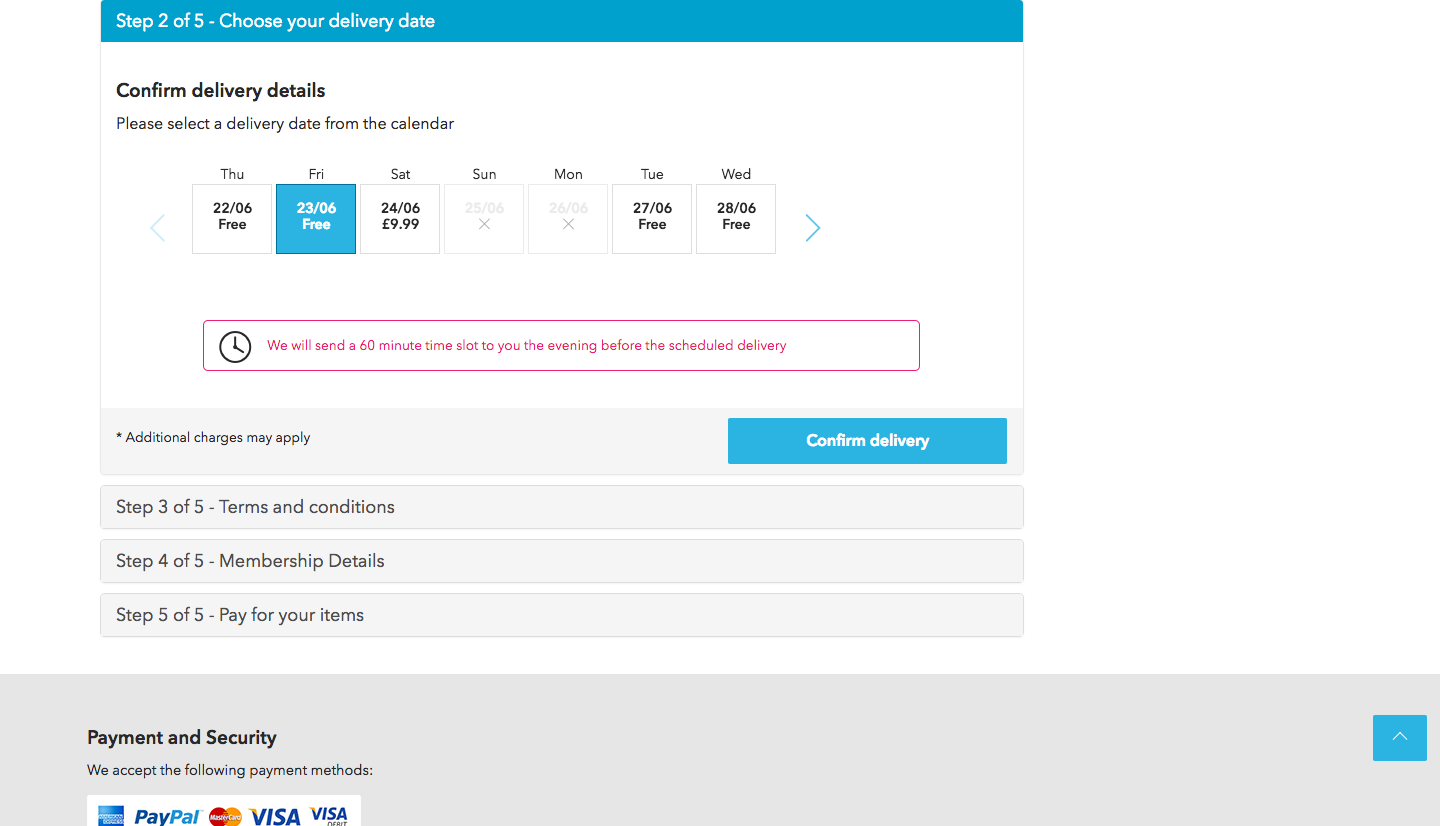 Step 2 of 5 - Choose your delivery date
Confirm delivery details
Please select a delivery date from the calendar
Thu Fri Sat Sun Mon Tue Wed
22/06 23/06 24/06 25/06 26/06 27/06 28/06
Free Free £9.99 Free Free
We will send a 60 minute time slot to you the evening before the scheduled delivery
* Additional charges may apply
Confirm delivery
Step 3 of 5 - Terms and conditions
Step 4 of 5 - Membership Details
Step 5 of 5 - Pay for your items
Payment and Security
We accept the following payment methods:
AMERICAN EXPRESS PayPal MasterCard VISA VISA
DEBIT